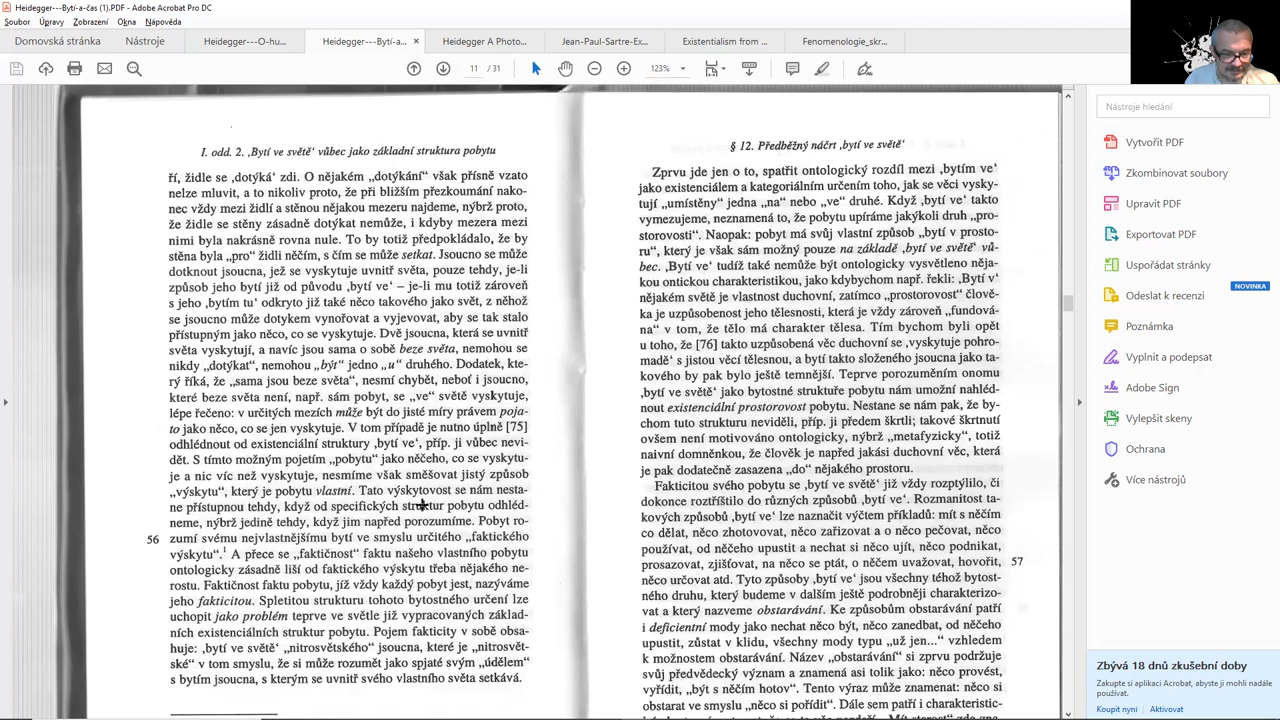 Heidegger---Bytí-a-čas (1).PDF - Adobe Acrobat Pro DC
Soubor Úpravy Zobrazení Okna Nápověda
Domovská stránka Nástroje Heidegger---O-hu... Heidegger---Bytí-a... × Heidegger A Photo... Jean-Paul-Sartre-Ex... Existentialism from ... Fenomenologie_skr...
11 / 31 123%
I. odd. 2. ‚Bytí ve světě‘ vůbec jako základní struktura pobytu
ří, židle se ‚dotýká‘ zdi. O nějakém „dotýkání“ však přísně vzato
nelze mluvit, a to nikoliv proto, že při bližším přezkoumání nako-
nec vždy mezi židlí a stěnou nějakou mezeru najdeme, nýbrž proto,
že židle se stěny zásadně dotýkat nemůže, i kdyby mezera mezi
nimi byla nakrásně rovna nule. To by totiž předpokládalo, že by
stěna byla „pro“ židli něčím, s čím se může setkat. Jsoucno se může
dotknout jsoucna, jež se vyskytuje uvnitř světa, pouze tehdy, je-li
způsob jeho bytí již od původu ‚bytí ve‘ – je-li mu totiž zároveň
s jeho ‚bytím tu‘ odkryto již také něco takového jako svět, z něhož
se jsoucno může dotykem vynořovat a vyjevovat, aby se tak stalo
přístupným jako něco, co se vyskytuje. Dvě jsoucna, která se uvnitř
světa vyskytují, a navíc jsou sama o sobě beze světa, nemohou se
nikdy „dotýkat“, nemohou „být“ jedno „u“ druhého. Dodatek, kte-
rý říká, že „sama jsou beze světa“, nesmí chybět, neboť i jsoucno,
které beze světa není, např. sám pobyt, se „ve“ světě vyskytuje,
lépe řečeno: v určitých mezích může být do jisté míry právem poja-
to jako něco, co se jen vyskytuje. V tom případě je nutno úplně [75]
odhlédnout od existenciální struktury ‚bytí ve‘, příp. ji vůbec nevi-
dět. S tímto možným pojetím „pobytu“ jako něčeho, co se vyskytu-
je a nic víc než vyskytuje, nesmíme však směšovat jistý způsob
„výskytu“, který je pobytu vlastní. Tato výskytovost se nám nesta-
ne přístupnou tehdy, když od specifických struktur pobytu odhléd-
neme, nýbrž jedině tehdy, když jim napřed porozumíme. Pobyt ro-
56 zumí svému nejvlastnějšímu bytí ve smyslu určitého „faktického
výskytu“.¹ A přece se „faktičnost“ faktu našeho vlastního pobytu
ontologicky zásadně liší od faktického výskytu třeba nějakého ne-
rostu. Faktičnost faktu pobytu, jíž vždy každý pobyt jest, nazýváme
jeho fakticitou. Spletitou strukturu tohoto bytostného určení lze
uchopit jako problém teprve ve světle již vypracovaných základ-
ních existenciálních struktur pobytu. Pojem fakticity v sobě obsa-
huje: ‚bytí ve světě‘ „nitrosvětského“ jsoucna, které je „nitrosvět-
ské“ v tom smyslu, že si může rozumět jako spjaté svým „údělem“
s bytím jsoucna, s kterým se uvnitř svého vlastního světa setkává.
§ 12. Předběžný náčrt ‚bytí ve světě‘
Zprvu jde jen o to, spatřit ontologický rozdíl mezi ‚bytím ve‘
jako existenciálem a kategoriálním určením toho, jak se věci vysky-
tují „umístěny“ jedna „na“ nebo „ve“ druhé. Když ‚bytí ve‘ takto
vymezujeme, neznamená to, že pobytu upíráme jakýkoli druh „pro-
storovosti“. Naopak: pobyt má svůj vlastní způsob „bytí v prosto-
ru“, který je však sám možný pouze na základě ‚bytí ve světě‘ vů-
bec. ‚Bytí ve‘ tudíž také nemůže být ontologicky vysvětleno něja-
kou ontickou charakteristikou, jako kdybychom např. řekli: ‚Bytí v‘
nějakém světě je vlastnost duchovní, zatímco „prostorovost“ člově-
ka je uzpůsobenost jeho tělesnosti, která je vždy zároveň „fundová-
na“ v tom, že tělo má charakter tělesa. Tím bychom byli opět
u toho, že [76] takto uzpůsobená věc duchovní se ‚vyskytuje pohro-
madě‘ s jistou věcí tělesnou, a bytí takto složeného jsoucna jako ta-
kového by pak bylo ještě temnější. Teprve porozuměním onomu
‚bytí ve světě‘ jako bytostné struktuře pobytu nám umožní nahléd-
nout existenciální prostorovost pobytu. Nestane se nám pak, že by-
chom tuto strukturu neviděli, příp. ji předem škrtli; takové škrtnutí
ovšem není motivováno ontologicky, nýbrž „metafyzicky“, totiž
naivní domněnkou, že člověk je napřed jakási duchovní věc, která
je pak dodatečně zasazena „do“ nějakého prostoru.
Fakticitou svého pobytu se ‚bytí ve světě‘ již vždy rozptýlilo, či
dokonce roztříštilo do různých způsobů ‚bytí ve‘. Rozmanitost ta-
kových způsobů ‚bytí ve‘ lze naznačit výčtem příkladů: mít s něčím
co dělat, něco zhotovovat, něco zařizovat a o něco pečovat, něco
používat, od něčeho upustit a nechat si něco ujít, něco podnikat,
prosazovat, zjišťovat, na něco se ptát, o něčem uvažovat, hovořit,
něco určovat atd. Tyto způsoby ‚bytí ve‘ jsou všechny téhož bytost- 57
ného druhu, který budeme v dalším ještě podrobněji charakterizo-
vat a který nazveme obstarávání. Ke způsobům obstarávání patří
i deficientní mody jako nechat něco být, něco zanedbat, od něčeho
upustit, zůstat v klidu, všechny mody typu „už jen...“ vzhledem
k možnostem obstarávání. Název „obstarávání“ si zprvu podržuje
svůj předvědecký význam a znamená asi tolik jako: něco provést,
vyřídit, „být s něčím hotov“. Tento výraz může znamenat: něco si
obstarat ve smyslu „něco si pořídit“. Dále sem patří i charakteristic-
Nástroje hledání
Vytvořit PDF
Zkombinovat soubory
Upravit PDF
Exportovat PDF
Uspořádat stránky
NOVINKA
Odeslat k recenzi
Poznámka
Vyplnit a podepsat
Adobe Sign
Vylepšit skeny
Ochrana
Více nástrojů
Zbývá 18 dnů zkušební doby
Zakupte si aplikaci Acrobat, abyste ji mohli nadále
používat.
Koupit nyní Aktivovat